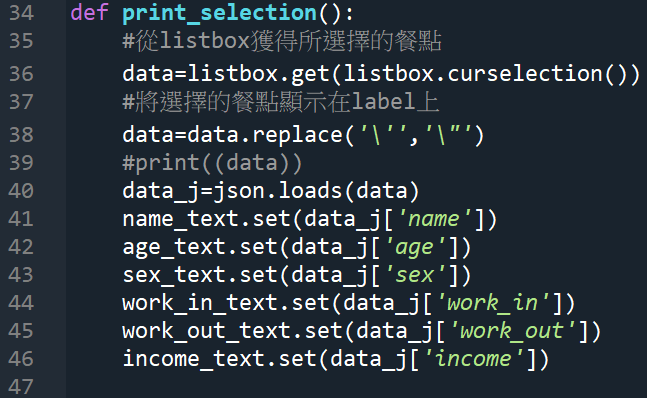 34 def print_selection():
35     #從listbox獲得所選擇的餐點
36     data=listbox.get(listbox.curselection())
37     #將選擇的餐點顯示在label上
38     data=data.replace('\'','\"')
39     #print((data))
40     data_j=json.loads(data)
41     name_text.set(data_j['name'])
42     age_text.set(data_j['age'])
43     sex_text.set(data_j['sex'])
44     work_in_text.set(data_j['work_in'])
45     work_out_text.set(data_j['work_out'])
46     income_text.set(data_j['income'])
47